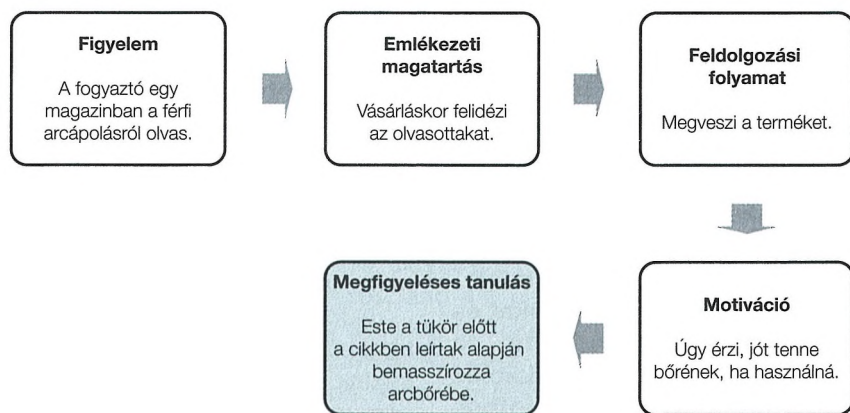 Figyelem
A fogyaztó egy
magazinban a férfi
arcápolásról olvas.
Emlékezeti
magatartás
Vásárláskor felidézi
az olvasottakat.
Feldolgozási
folyamat
Megveszi a terméket.
Motiváció
Úgy érzi, jót tenne
bőrének, ha használná.
Megfigyeléses tanulás
Este a tükör előtt
a cikkben leírtak alapján
bemasszírozza
arcbőrébe.